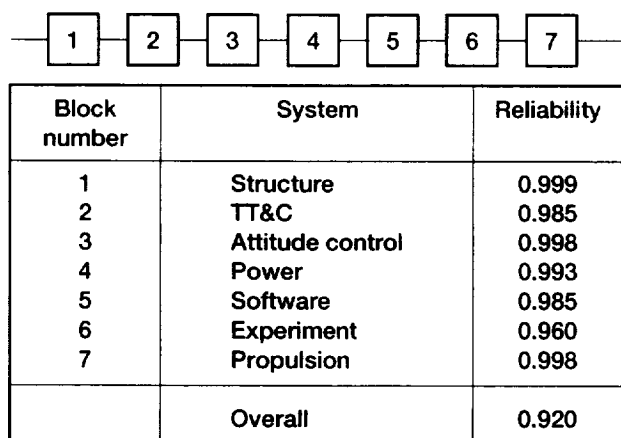 1 2 3 4 5 6 7
Block number System Reliability
1 Structure 0.999
2 TT&C 0.985
3 Attitude control 0.998
4 Power 0.993
5 Software 0.985
6 Experiment 0.960
7 Propulsion 0.998
Overall 0.920